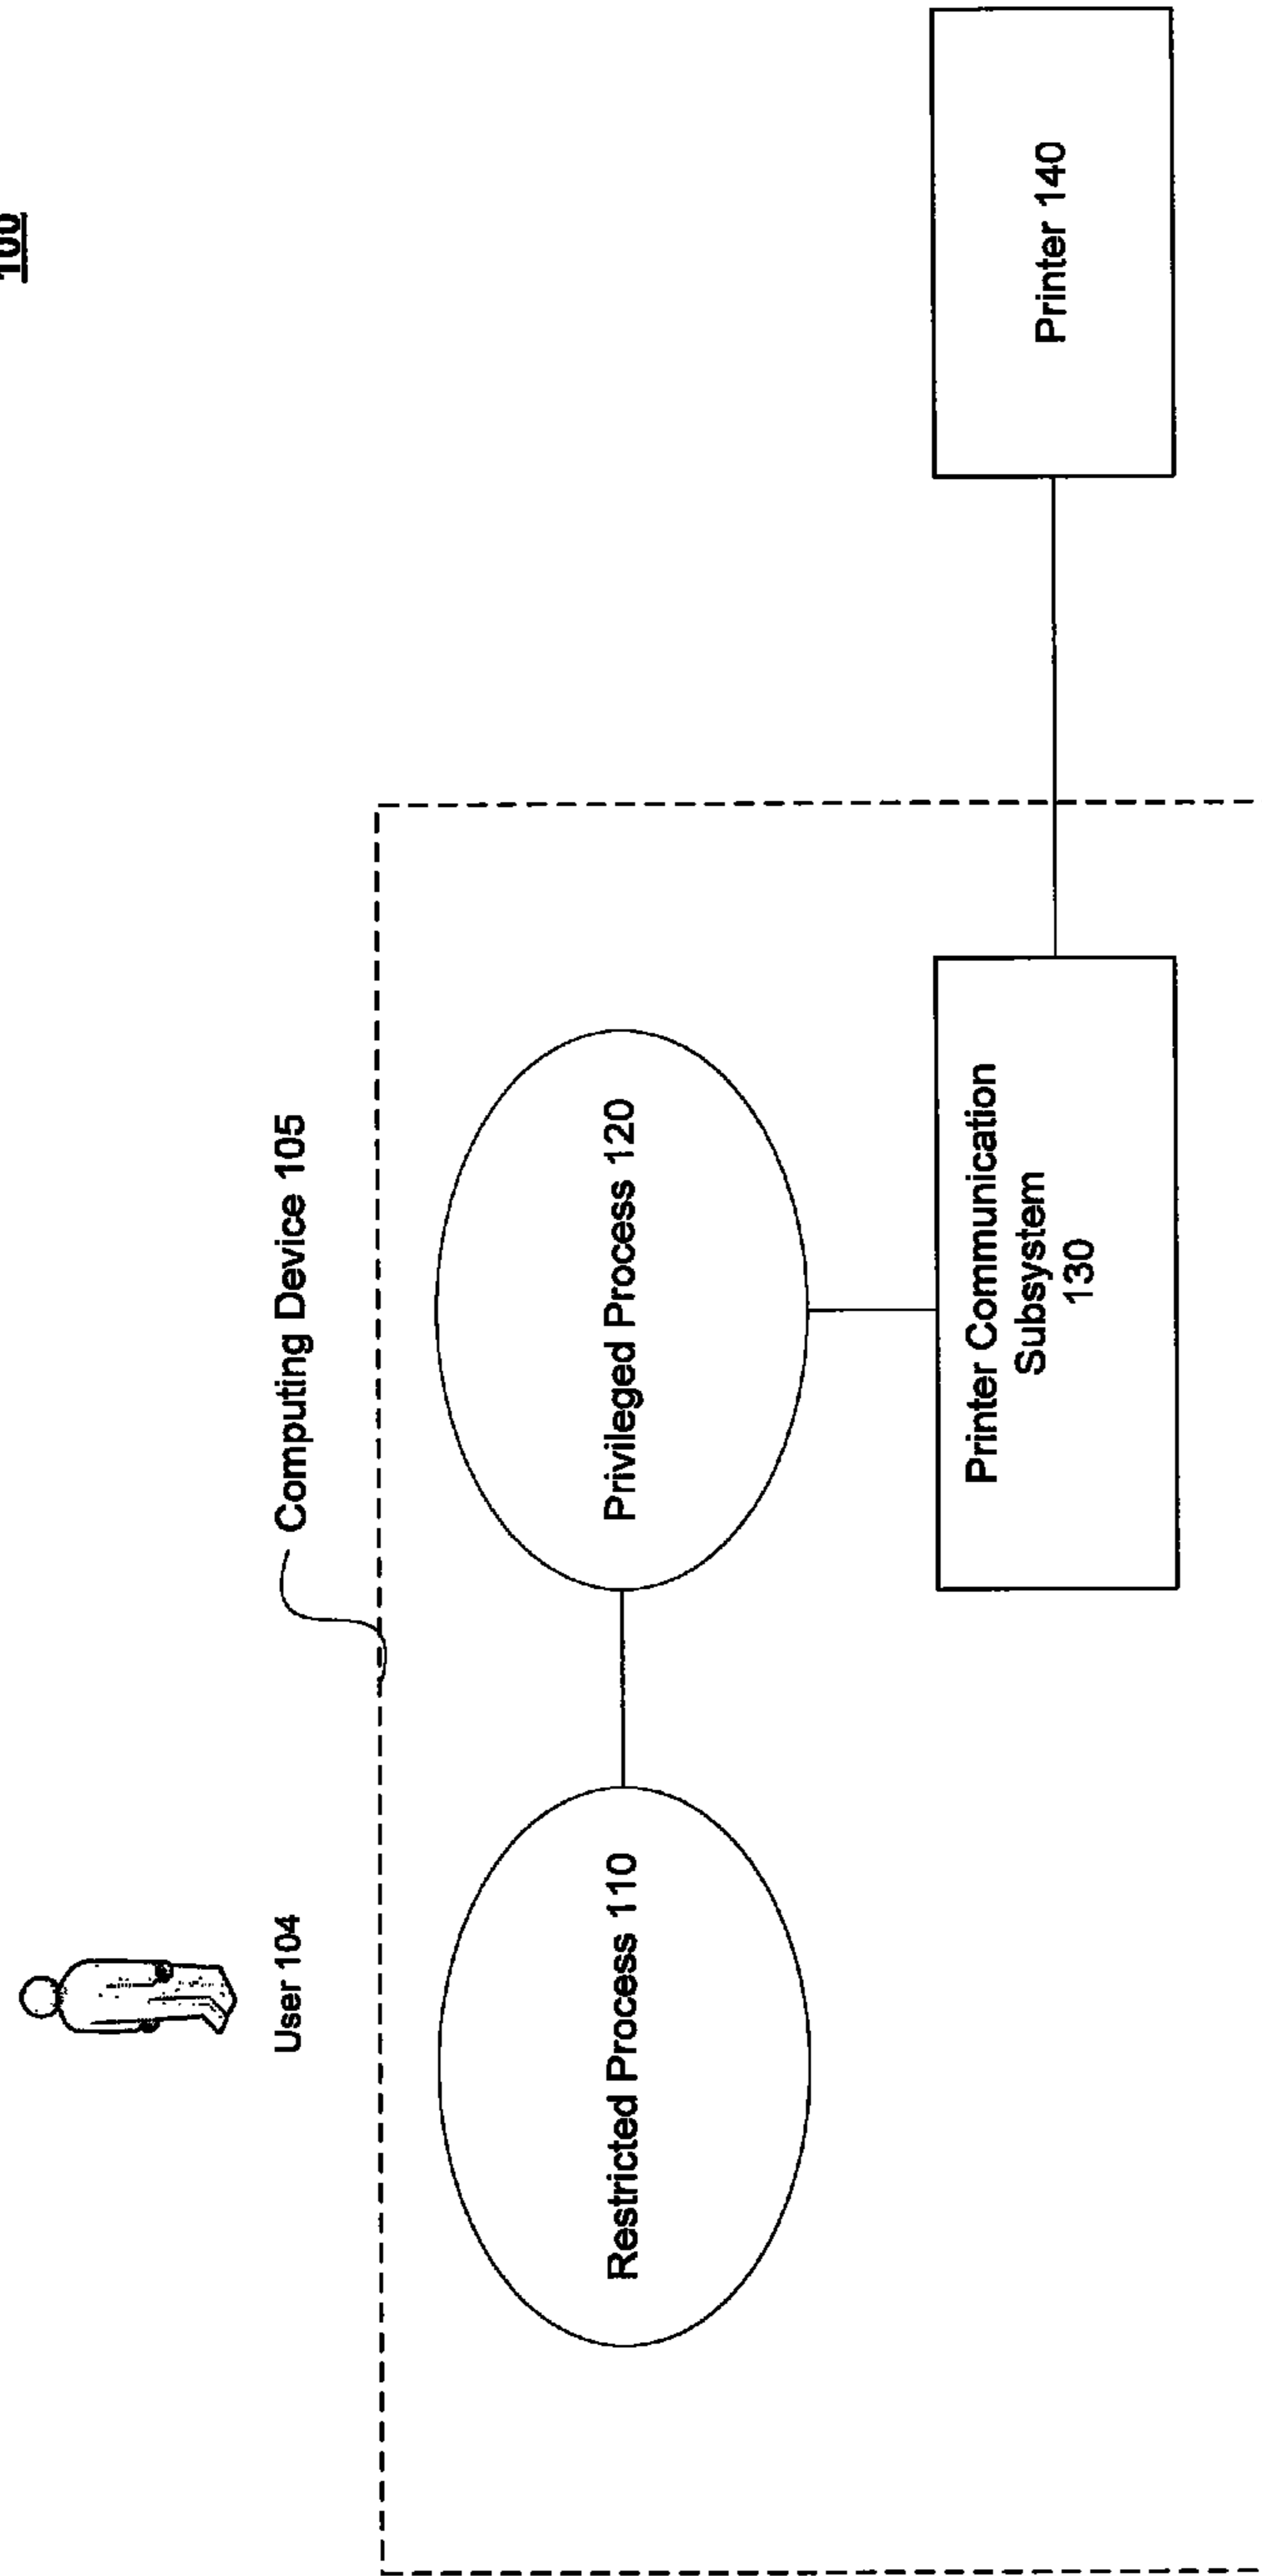 100
User 104
Computing Device 105
Restricted Process 110
Privileged Process 120
Printer Communication
Subsystem
130
Printer 140